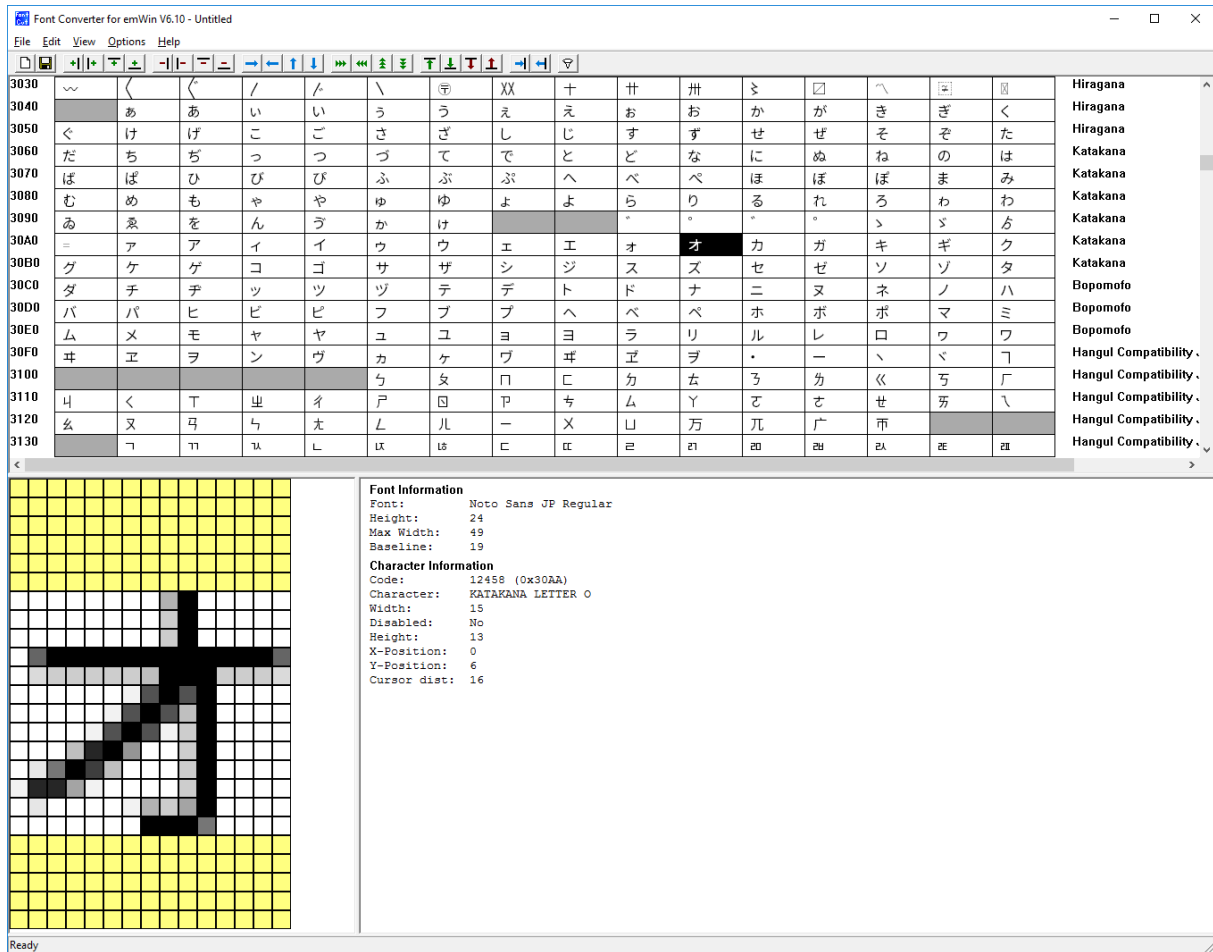 Font Converter for emWin V6.10 - Untitled
File Edit View Options Help
3030 〰 〱 〲 〳 〴 〵 〶 〷 〸 〹 〺 〻 〼 〽 〾 〿 Hiragana
3040 ぁ あ ぃ い ぅ う ぇ え ぉ お か が き ぎ く Hiragana
3050 ぐ け げ こ ご さ ざ し じ す ず せ ぜ そ ぞ た Hiragana
3060 だ ち ぢ っ つ づ て で と ど な に ぬ ね の は Katakana
3070 ば ぱ ひ び ぴ ふ ぶ ぷ へ べ ぺ ほ ぼ ぽ ま み Katakana
3080 む め も ゃ や ゅ ゆ ょ よ ら り る れ ろ ゎ わ Katakana
3090 ゐ ゑ を ん ゔ ゕ ゖ ゛ ゜ ゛ ゜ ゝ ゞ ゟ Katakana
30A0 ゠ ァ ア ィ イ ゥ ウ ェ エ ォ オ カ ガ キ ギ ク Katakana
30B0 グ ケ ゲ コ ゴ サ ザ シ ジ ス ズ セ ゼ ソ ゾ タ Katakana
30C0 ダ チ ヂ ッ ツ ヅ テ デ ト ド ナ ニ ヌ ネ ノ ハ Bopomofo
30D0 バ パ ヒ ビ ピ フ ブ プ ヘ ベ ペ ホ ボ ポ マ ミ Bopomofo
30E0 ム メ モ ャ ヤ ュ ユ ョ ヨ ラ リ ル レ ロ ヮ ワ Bopomofo
30F0 ヰ ヱ ヲ ン ヴ ヵ ヶ ヷ ヸ ヹ ヺ ・ ー ヽ ヾ ヿ Hangul Compatibility
3100 ㄅ ㄆ ㄇ ㄈ ㄉ ㄊ ㄋ ㄌ ㄍ ㄎ ㄏ Hangul Compatibility
3110 ㄐ ㄑ ㄒ ㄓ ㄔ ㄕ ㄖ ㄗ ㄘ ㄙ ㄚ ㄛ ㄜ ㄝ ㄞ ㄟ Hangul Compatibility
3120 ㄠ ㄡ ㄢ ㄣ ㄤ ㄥ ㄦ ㄧ ㄨ ㄩ ㄪ ㄫ ㄬ ㄭ Hangul Compatibility
3130 ㄱ ㄲ ㄳ ㄴ ㄵ ㄶ ㄷ ㄸ ㄹ ㄺ ㄻ ㄼ ㄽ ㄾ ㄿ Hangul Compatibility
Font Information
Font: Noto Sans JP Regular
Height: 24
Max Width: 49
Baseline: 19
Character Information
Code: 12458 (0x30AA)
Character: KATAKANA LETTER O
Width: 15
Disabled: No
Height: 13
X-Position: 0
Y-Position: 6
Cursor dist: 16
Ready